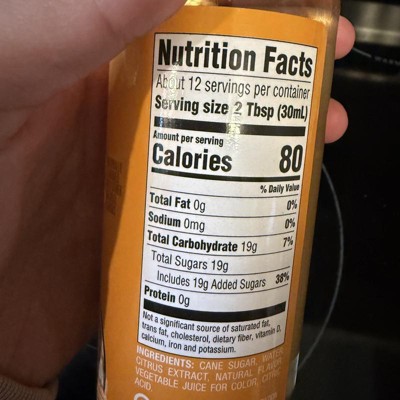 Nutrition Facts
About 12 servings per container
Serving size 2 Tbsp (30mL)
Amount per serving
Calories 80
% Daily Value
Total Fat 0g 0%
Sodium 0mg 0%
Total Carbohydrate 19g 7%
Total Sugars 19g
Includes 19g Added Sugars 38%
Protein 0g
Not a significant source of saturated fat,
trans fat, cholesterol, dietary fiber, vitamin D,
calcium, iron and potassium.
INGREDIENTS: CANE SUGAR, WATER,
CITRUS EXTRACT, NATURAL FLAVOR,
VEGETABLE JUICE FOR COLOR, CITRIC
ACID.